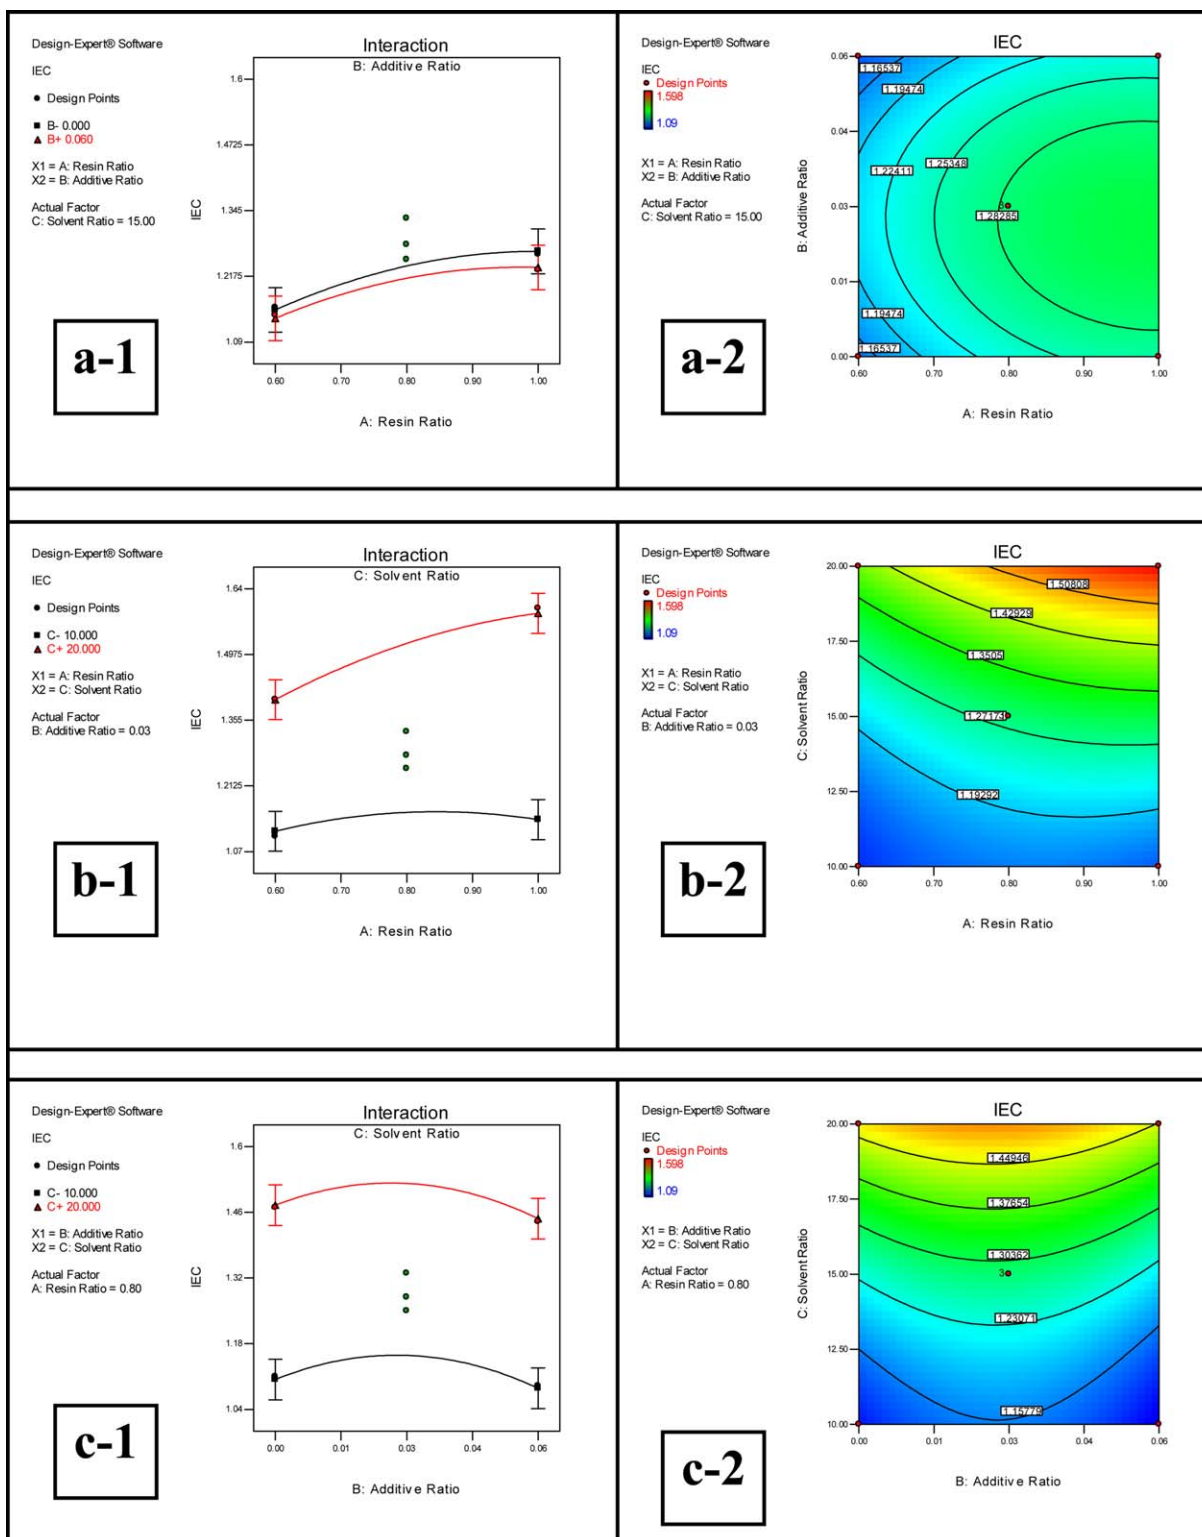 Design-Expert® Software
IEC
Design Points
B- 0.000
B+ 0.060
X1 = A: Resin Ratio
X2 = B: Additive Ratio
Actual Factor
C: Solvent Ratio = 15.00
Interaction
B: Additive Ratio
IEC
1.6
1.4725
1.345
1.2175
1.09
0.60
0.70
0.80
0.90
1.00
A: Resin Ratio
a-1
Design-Expert® Software
IEC
Design Points
1.598
1.09
X1 = A: Resin Ratio
X2 = B: Additive Ratio
Actual Factor
C: Solvent Ratio = 15.00
IEC
B: Additive Ratio
0.06
0.04
0.03
0.01
0.00
1.16537
1.19474
1.22411
1.25348
3
1.28285
1.19474
1.16537
0.60
0.70
0.80
0.90
1.00
A: Resin Ratio
a-2
Design-Expert® Software
IEC
Design Points
C- 10.000
C+ 20.000
X1 = A: Resin Ratio
X2 = C: Solvent Ratio
Actual Factor
B: Additive Ratio = 0.03
Interaction
C: Solvent Ratio
IEC
1.64
1.4975
1.355
1.2125
1.07
0.60
0.70
0.80
0.90
1.00
A: Resin Ratio
b-1
Design-Expert® Software
IEC
Design Points
1.598
1.09
X1 = A: Resin Ratio
X2 = C: Solvent Ratio
Actual Factor
B: Additive Ratio = 0.03
IEC
C: Solvent Ratio
20.00
17.50
15.00
12.50
10.00
1.50808
1.42929
1.3505
1.27173
1.19292
0.60
0.70
0.80
0.90
1.00
A: Resin Ratio
b-2
Design-Expert® Software
IEC
Design Points
C- 10.000
C+ 20.000
X1 = B: Additive Ratio
X2 = C: Solvent Ratio
Actual Factor
A: Resin Ratio = 0.80
Interaction
C: Solvent Ratio
IEC
1.6
1.46
1.32
1.18
1.04
0.00
0.01
0.03
0.04
0.06
B: Additive Ratio
c-1
Design-Expert® Software
IEC
Design Points
1.598
1.09
X1 = B: Additive Ratio
X2 = C: Solvent Ratio
Actual Factor
A: Resin Ratio = 0.80
IEC
C: Solvent Ratio
20.00
17.50
15.00
12.50
10.00
1.44946
1.37654
1.30362
3
1.23071
1.15779
0.00
0.01
0.03
0.04
0.06
B: Additive Ratio
c-2